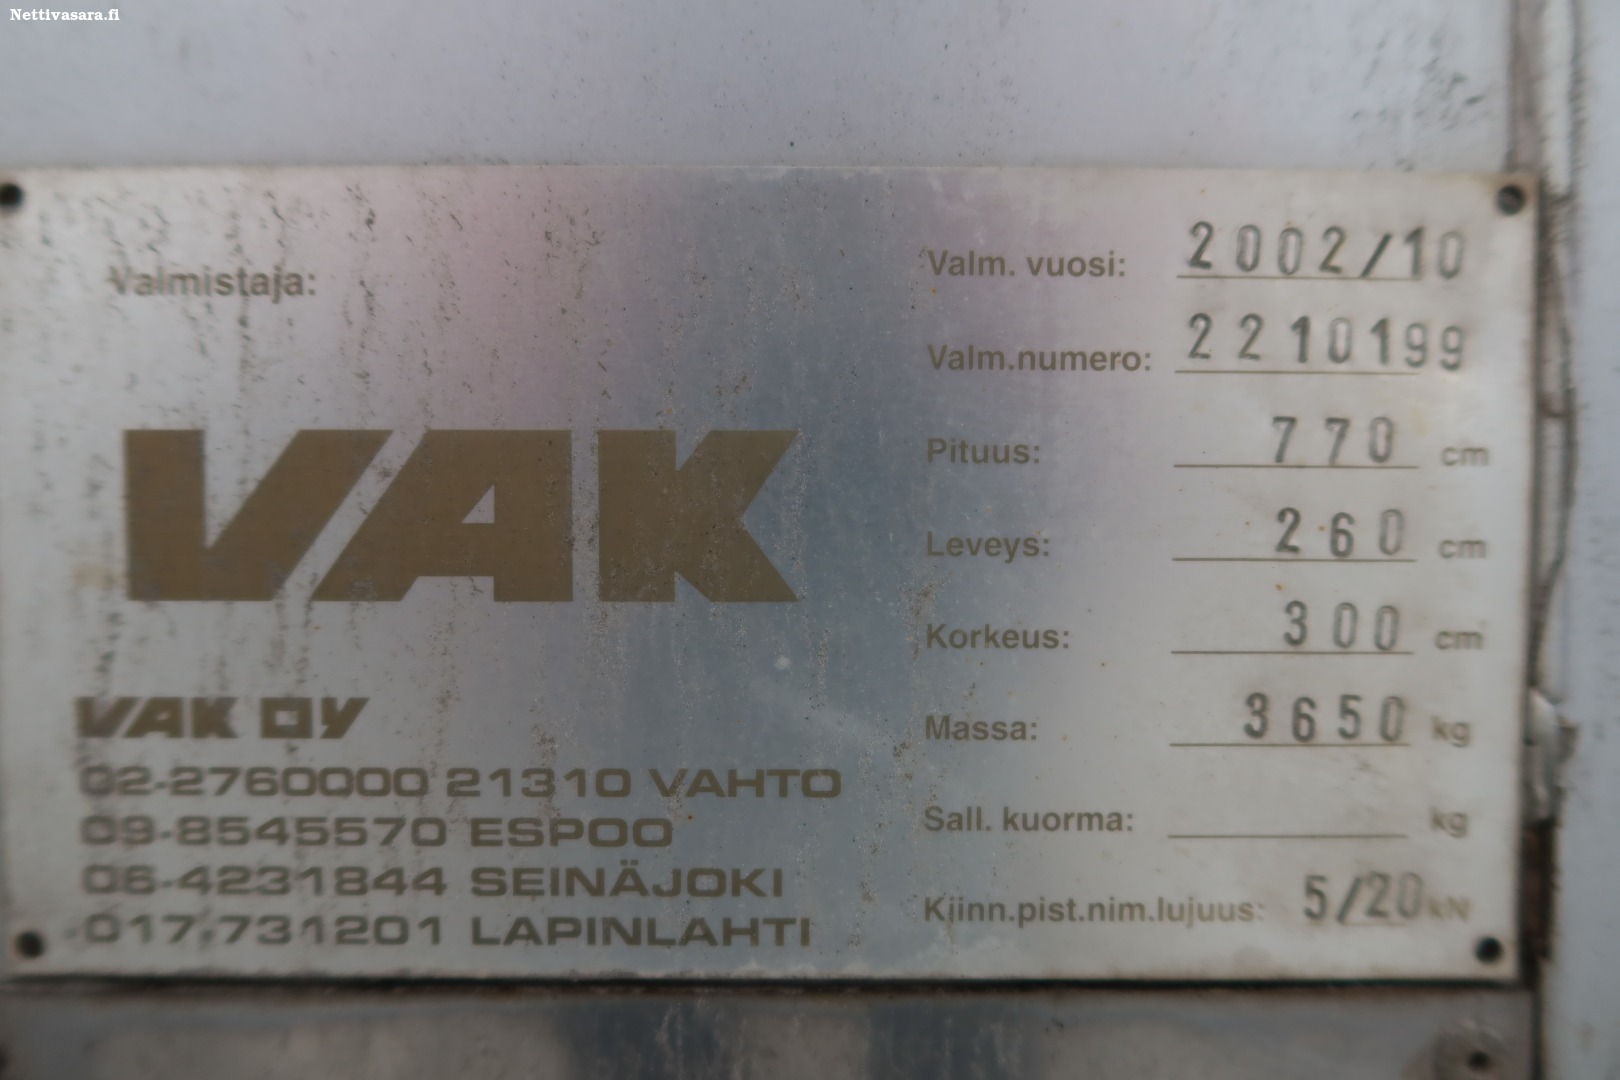 Nettivasara.fi
Valmistaja:
VAK
VAK OY
02-2760000 21310 VAHTO
09-8545570 ESPOO
06-4231844 SEINÄJOKI
017-731201 LAPINLAHTI
Valm. vuosi: 2002/10
Valm.numero: 2210199
Pituus: 770 cm
Leveys: 260 cm
Korkeus: 300 cm
Massa: 3650 kg
Sall. kuorma: kg
Kiinn.pist.nim.lujuus: 5/20 kN